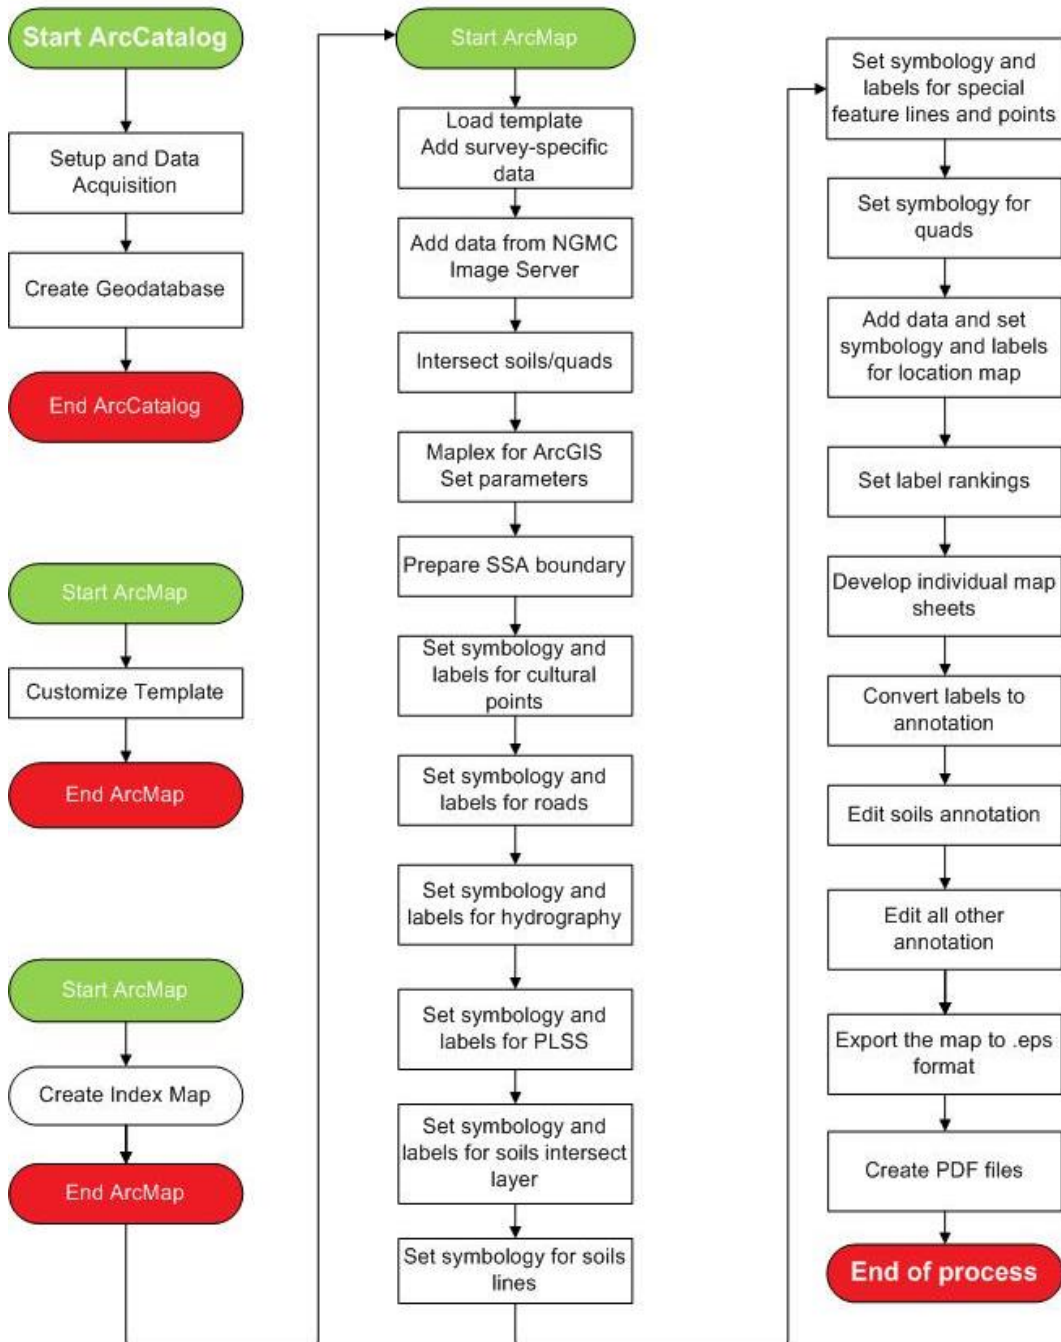 Start ArcCatalog
Setup and Data
Acquisition
Create Geodatabase
End ArcCatalog
Start ArcMap
Customize Template
End ArcMap
Start ArcMap
Create Index Map
End ArcMap
Start ArcMap
Load template
Add survey-specific
data
Add data from NGMC
Image Server
Intersect soils/quads
Maplex for ArcGIS
Set parameters
Prepare SSA boundary
Set symbology and
labels for cultural
points
Set symbology and
labels for roads
Set symbology and
labels for hydrography
Set symbology and
labels for PLSS
Set symbology and
labels for soils intersect
layer
Set symbology for soils
lines
Set symbology and
labels for special
feature lines and points
Set symbology for
quads
Add data and set
symbology and labels
for location map
Set label rankings
Develop individual map
sheets
Convert labels to
annotation
Edit soils annotation
Edit all other
annotation
Export the map to .eps
format
Create PDF files
End of process